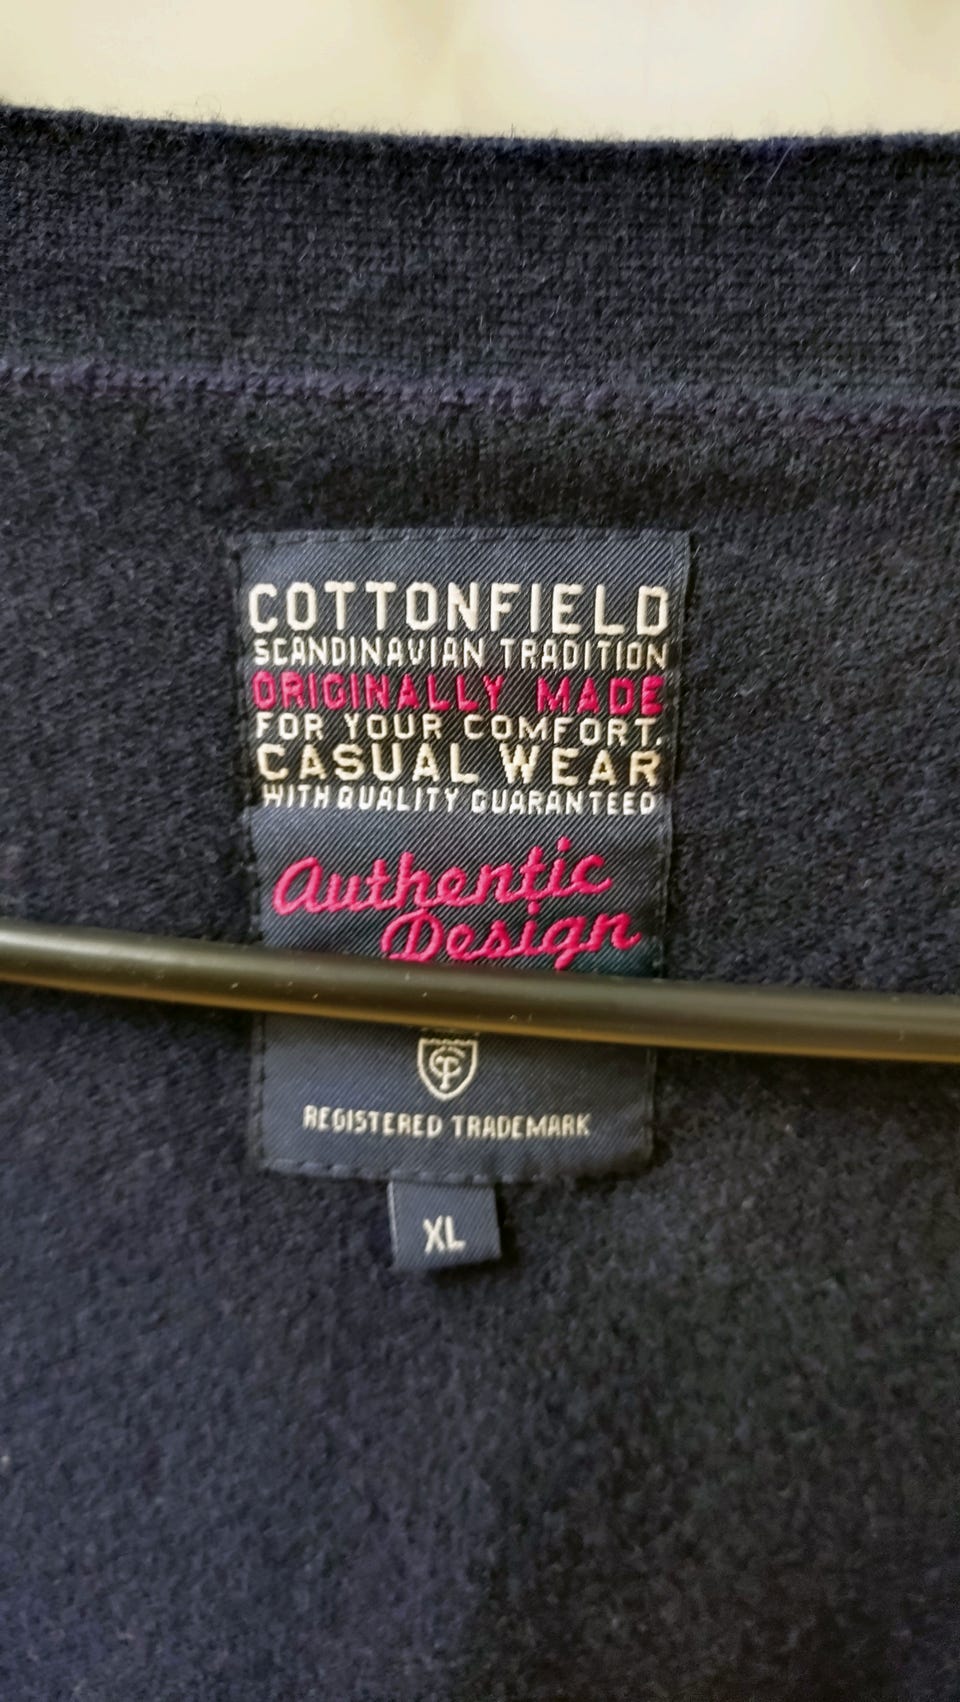 COTTONFIELD
SCANDINAVIAN TRADITION
ORIGINALLY MADE
FOR YOUR COMFORT.
CASUAL WEAR
WITH QUALITY GUARANTEED
Authentic
Design
REGISTERED TRADEMARK
XL